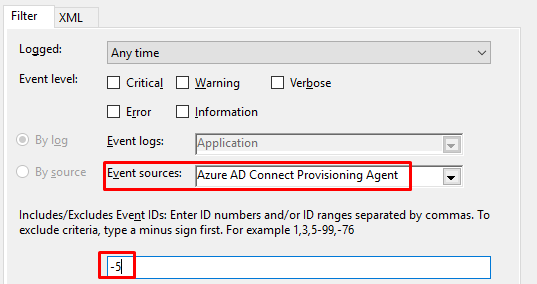 Filter XML
Logged: Any time
Event level: Critical Warning Verbose
Error Information
By log Event logs: Application
By source Event sources: Azure AD Connect Provisioning Agent
Includes/Excludes Event IDs: Enter ID numbers and/or ID ranges separated by commas. To
exclude criteria, type a minus sign first. For example 1,3,5-99,-76
-5